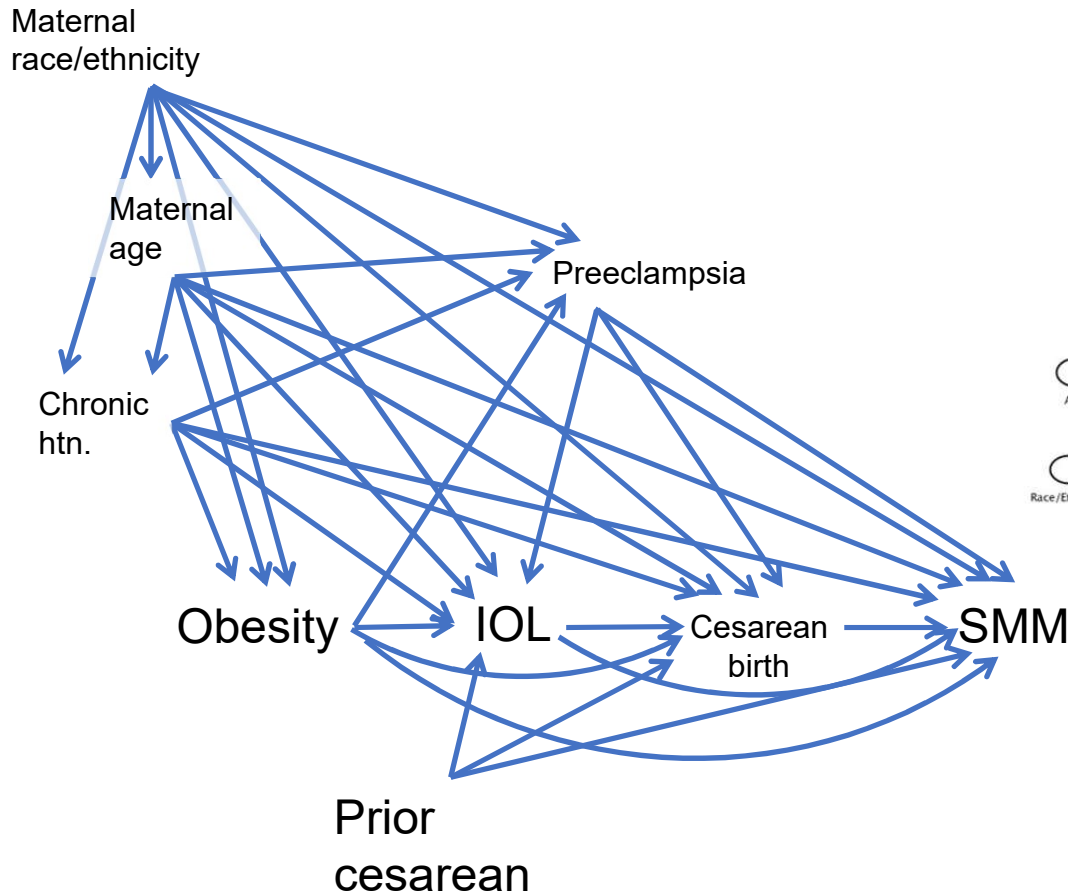 Maternal
race/ethnicity
Maternal
age
Preeclampsia
Chronic
htn.
Obesity
IOL
Cesarean
birth
SMM
Prior
cesarean